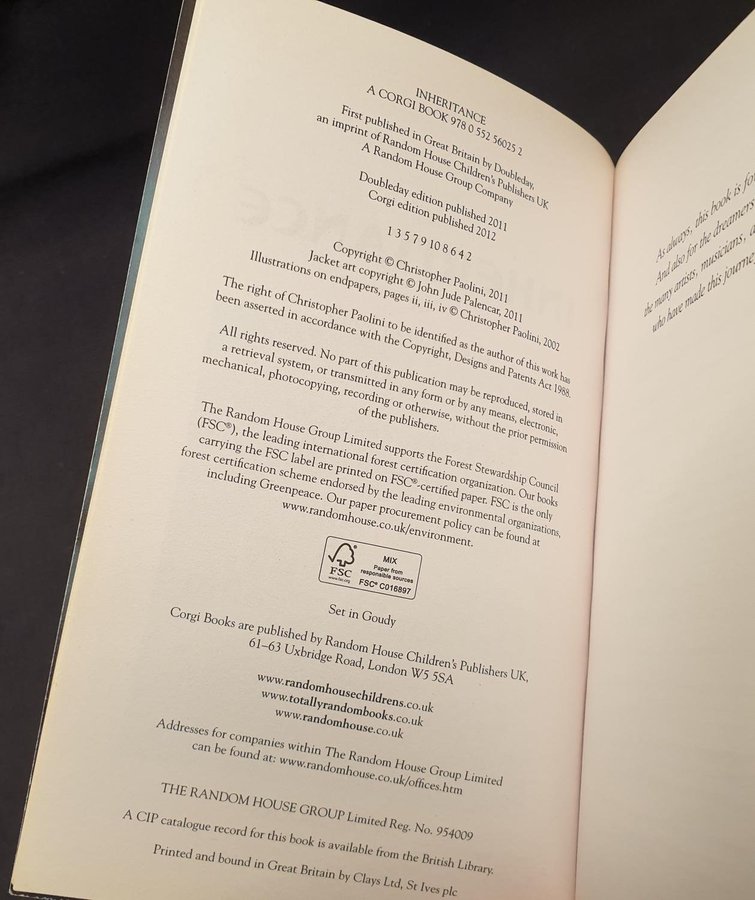 INHERITANCE
A CORGI BOOK 978 0 552 56025 2
First published in Great Britain by Doubleday,
an imprint of Random House Children's Publishers UK
A Random House Group Company
Doubleday edition published 2011
Corgi edition published 2012
1 3 5 7 9 10 8 6 4 2
Copyright © Christopher Paolini, 2011
Jacket art copyright © John Jude Palencar, 2011
Illustrations on endpapers, pages ii, iii, iv © Christopher Paolini, 2002
The right of Christopher Paolini to be identified as the author of this work has
been asserted in accordance with the Copyright, Designs and Patents Act 1988.
All rights reserved. No part of this publication may be reproduced, stored in
a retrieval system, or transmitted in any form or by any means, electronic,
mechanical, photocopying, recording or otherwise, without the prior permission
of the publishers.
The Random House Group Limited supports the Forest Stewardship Council
(FSC®), the leading international forest certification organization. Our books
carrying the FSC label are printed on FSC®-certified paper. FSC is the only
forest certification scheme endorsed by the leading environmental organizations,
including Greenpeace. Our paper procurement policy can be found at
www.randomhouse.co.uk/environment.
FSC
www.fsc.org
MIX
Paper from
responsible sources
FSC® C016897
Set in Goudy
Corgi Books are published by Random House Children's Publishers UK,
61–63 Uxbridge Road, London W5 5SA
www.randomhousechildrens.co.uk
www.totallyrandombooks.co.uk
www.randomhouse.co.uk
Addresses for companies within The Random House Group Limited
can be found at: www.randomhouse.co.uk/offices.htm
THE RANDOM HOUSE GROUP Limited Reg. No. 954009
A CIP catalogue record for this book is available from the British Library.
Printed and bound in Great Britain by Clays Ltd, St Ives plc
As always, this book is
And also for the dreamers
the many artists, musicians,
who have made this